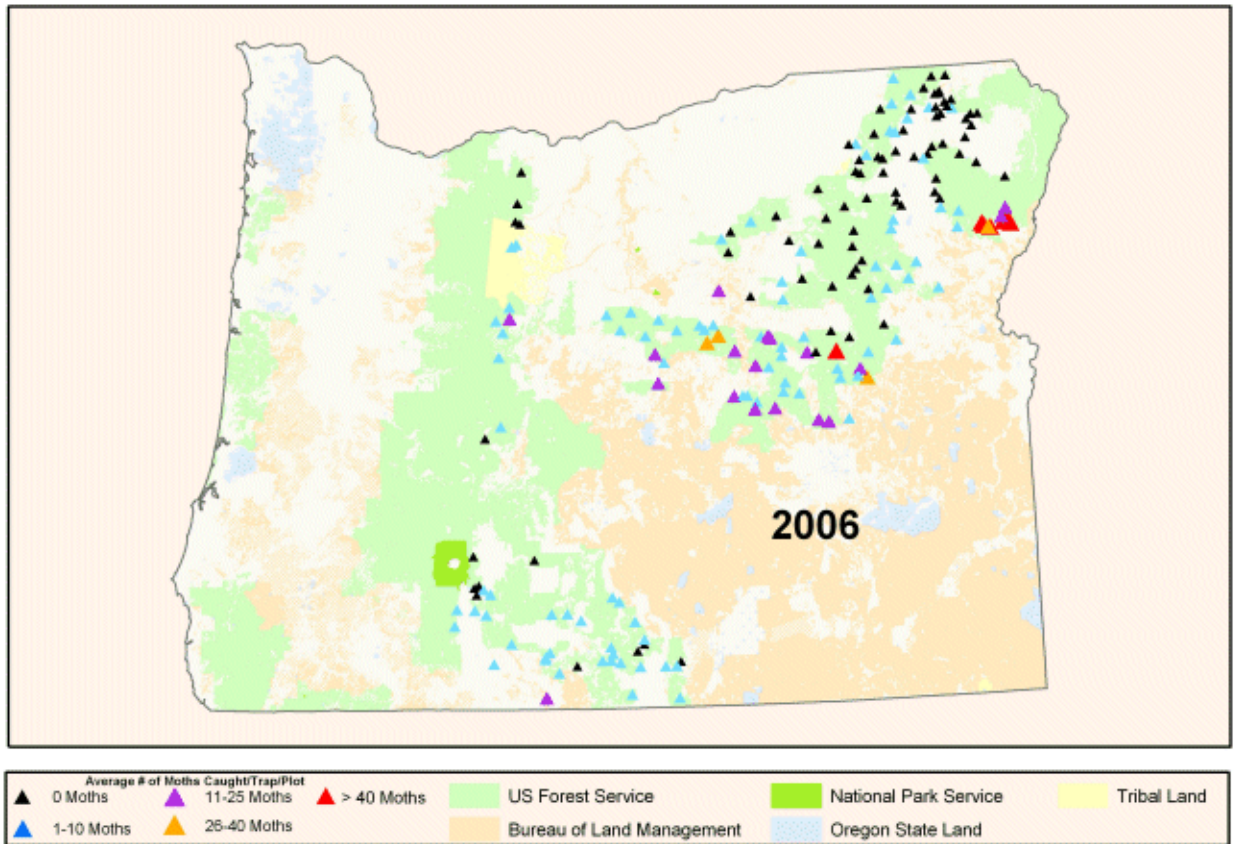 2006
Average # of Moths Caught/Trap/Plot
0 Moths 11-25 Moths > 40 Moths US Forest Service National Park Service Tribal Land
1-10 Moths 26-40 Moths Bureau of Land Management Oregon State Land